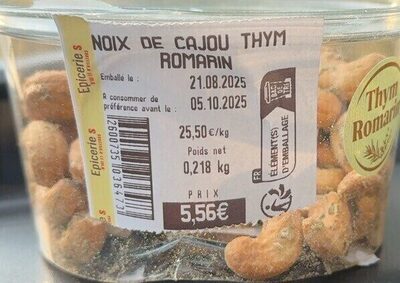 NOIX DE CAJOU THYM
ROMARIN
Emballé le : 21.08.2025
A consommer de
préférence avant le : 05.10.2025
25,50 €/kg
Poids net
0,218 kg
PRIX
5,56€
FR
ÉLÉMENT(S)
D'EMBALLAGE
Epicerie S
Epicerie S
Thym
Romarin